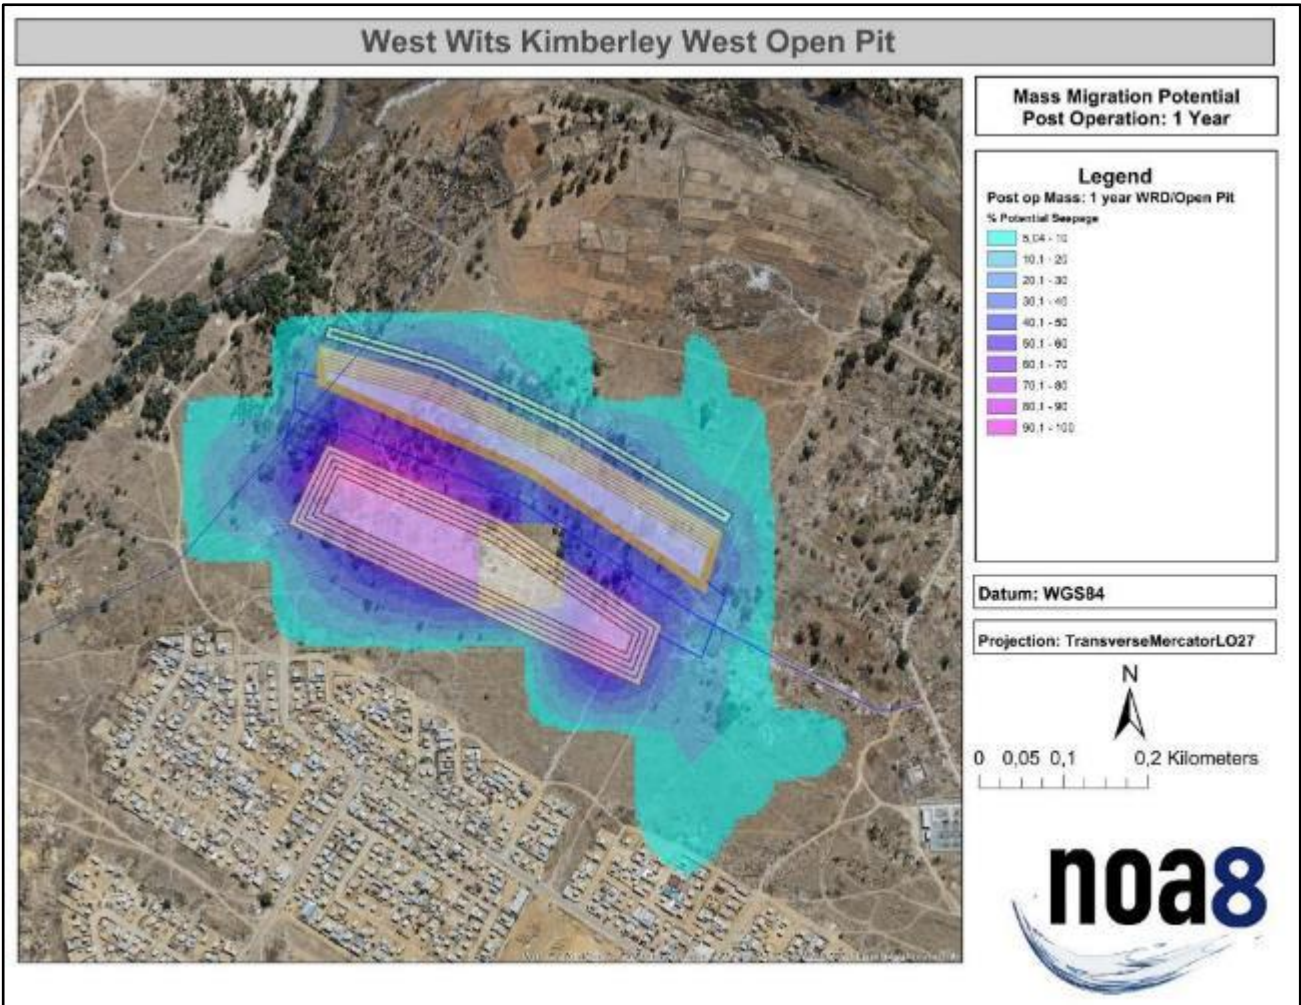 West Wits Kimberley West Open Pit
Mass Migration Potential
Post Operation: 1 Year
Legend
Post op Mass: 1 year WRD/Open Pit
% Potential Seepage
5,04 - 10
10,1 - 20
20,1 - 30
30,1 - 40
40,1 - 50
50,1 - 60
60,1 - 70
70,1 - 80
80,1 - 90
90,1 - 100
Datum: WGS84
Projection: TransverseMercatorLO27
N
0 0,05 0,1 0,2 Kilometers
noa8